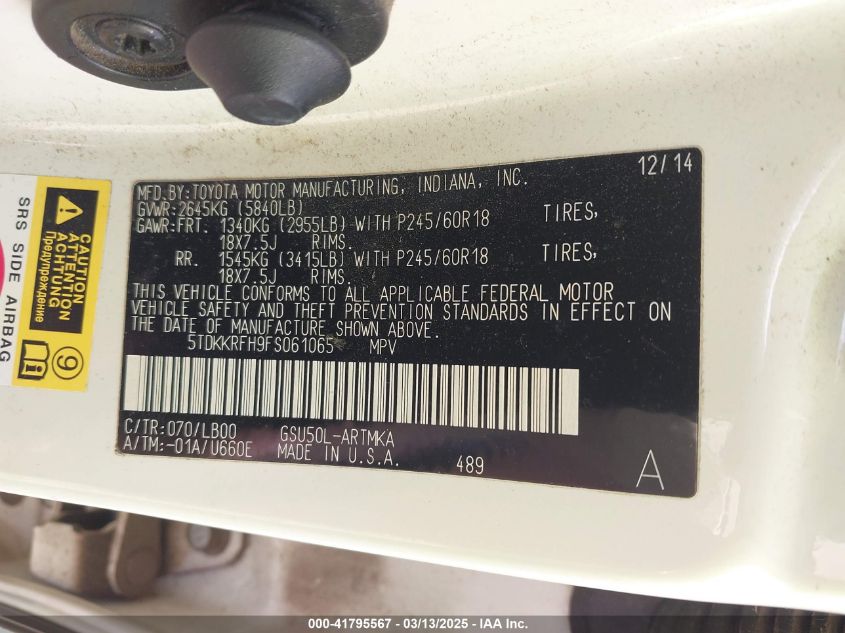 12/14
MFD.BY:TOYOTA MOTOR MANUFACTURING, INDIANA, INC.
GVWR:2645KG (5840LB)
GAWR:FRT. 1340KG (2955LB) WITH P245/60R18 TIRES,
18X7.5J RIMS.
RR. 1545KG (3415LB) WITH P245/60R18 TIRES,
18X7.5J RIMS.
THIS VEHICLE CONFORMS TO ALL APPLICABLE FEDERAL MOTOR
VEHICLE SAFETY AND THEFT PREVENTION STANDARDS IN EFFECT ON
THE DATE OF MANUFACTURE SHOWN ABOVE.
5TDKKRFH9FS061065 MPV
C/TR:070/LB00 GSU50L-ARTMKA
A/TM:-01A/U660E MADE IN U.S.A. 489
A
CAUTION
ATTENTION
ACHTUNG
Предупреждение
9
SRS SIDE AIRBAG
000-41795567 - 03/13/2025 - IAA Inc.